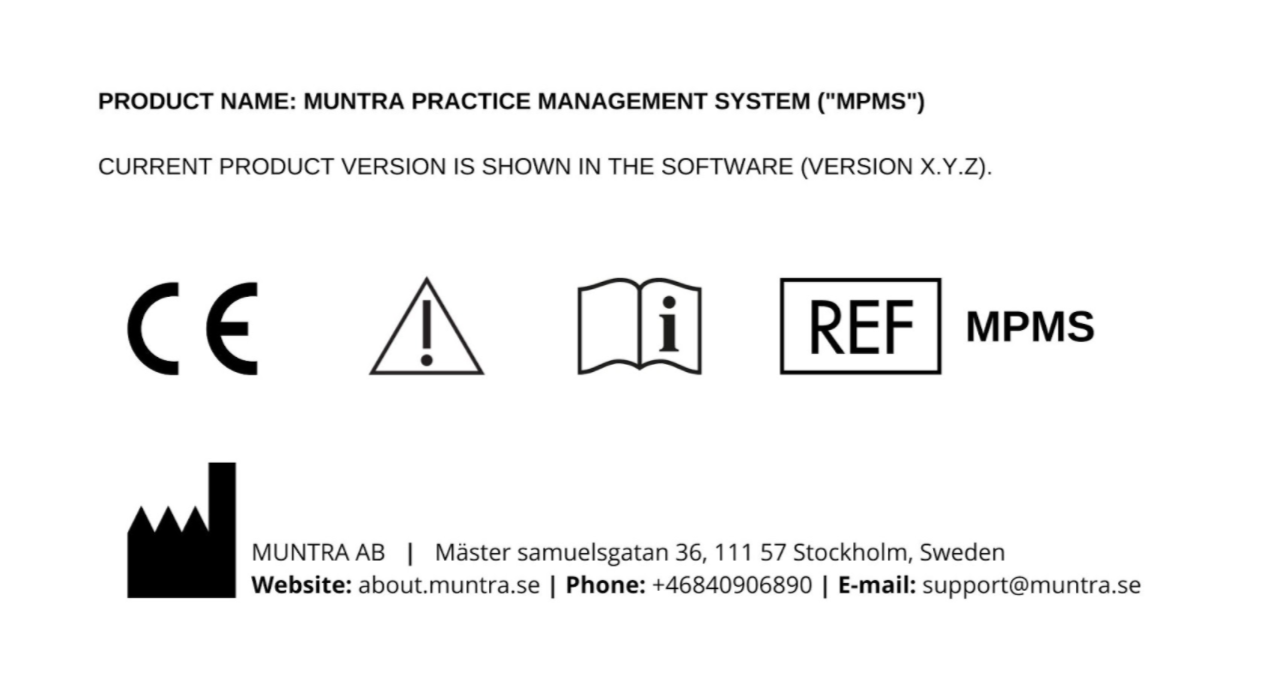 PRODUCT NAME: MUNTRA PRACTICE MANAGEMENT SYSTEM ("MPMS")
CURRENT PRODUCT VERSION IS SHOWN IN THE SOFTWARE (VERSION X.Y.Z).
CE ! i REF MPMS
MUNTRA AB | Mäster samuelsgatan 36, 111 57 Stockholm, Sweden
Website: about.muntra.se | Phone: +46840906890 | E-mail: support@muntra.se